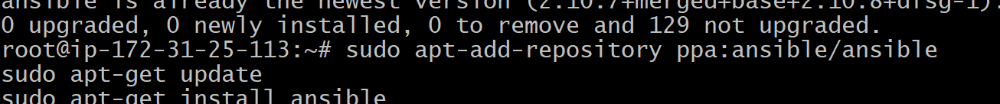 ansible is already the newest version (2.10.7+merged+base+2.10.8+dfsg-1).
0 upgraded, 0 newly installed, 0 to remove and 129 not upgraded.
root@ip-172-31-25-113:~# sudo apt-add-repository ppa:ansible/ansible
sudo apt-get update
sudo apt-get install ansible